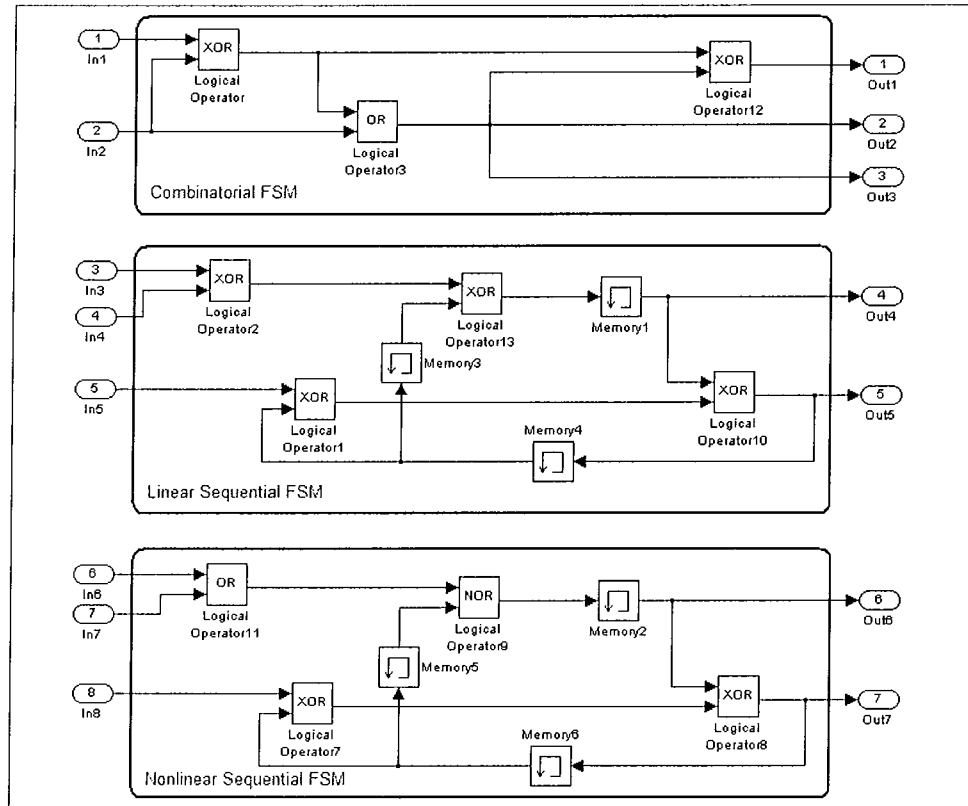 1
In1
XOR
Logical
Operator
XOR
Logical
Operator12
1
Out1
2
In2
OR
Logical
Operator3
2
Out2
3
Out3
Combinatorial FSM
3
In3
XOR
Logical
Operator2
4
In4
XOR
Logical
Operator13
Memory1
4
Out4
Memory3
5
In5
XOR
Logical
Operator1
XOR
Logical
Operator10
5
Out5
Memory4
Linear Sequential FSM
6
In6
OR
Logical
Operator11
7
In7
NOR
Logical
Operator9
Memory2
6
Out6
Memory5
8
In8
XOR
Logical
Operator7
XOR
Logical
Operator8
7
Out7
Memory6
Nonlinear Sequential FSM